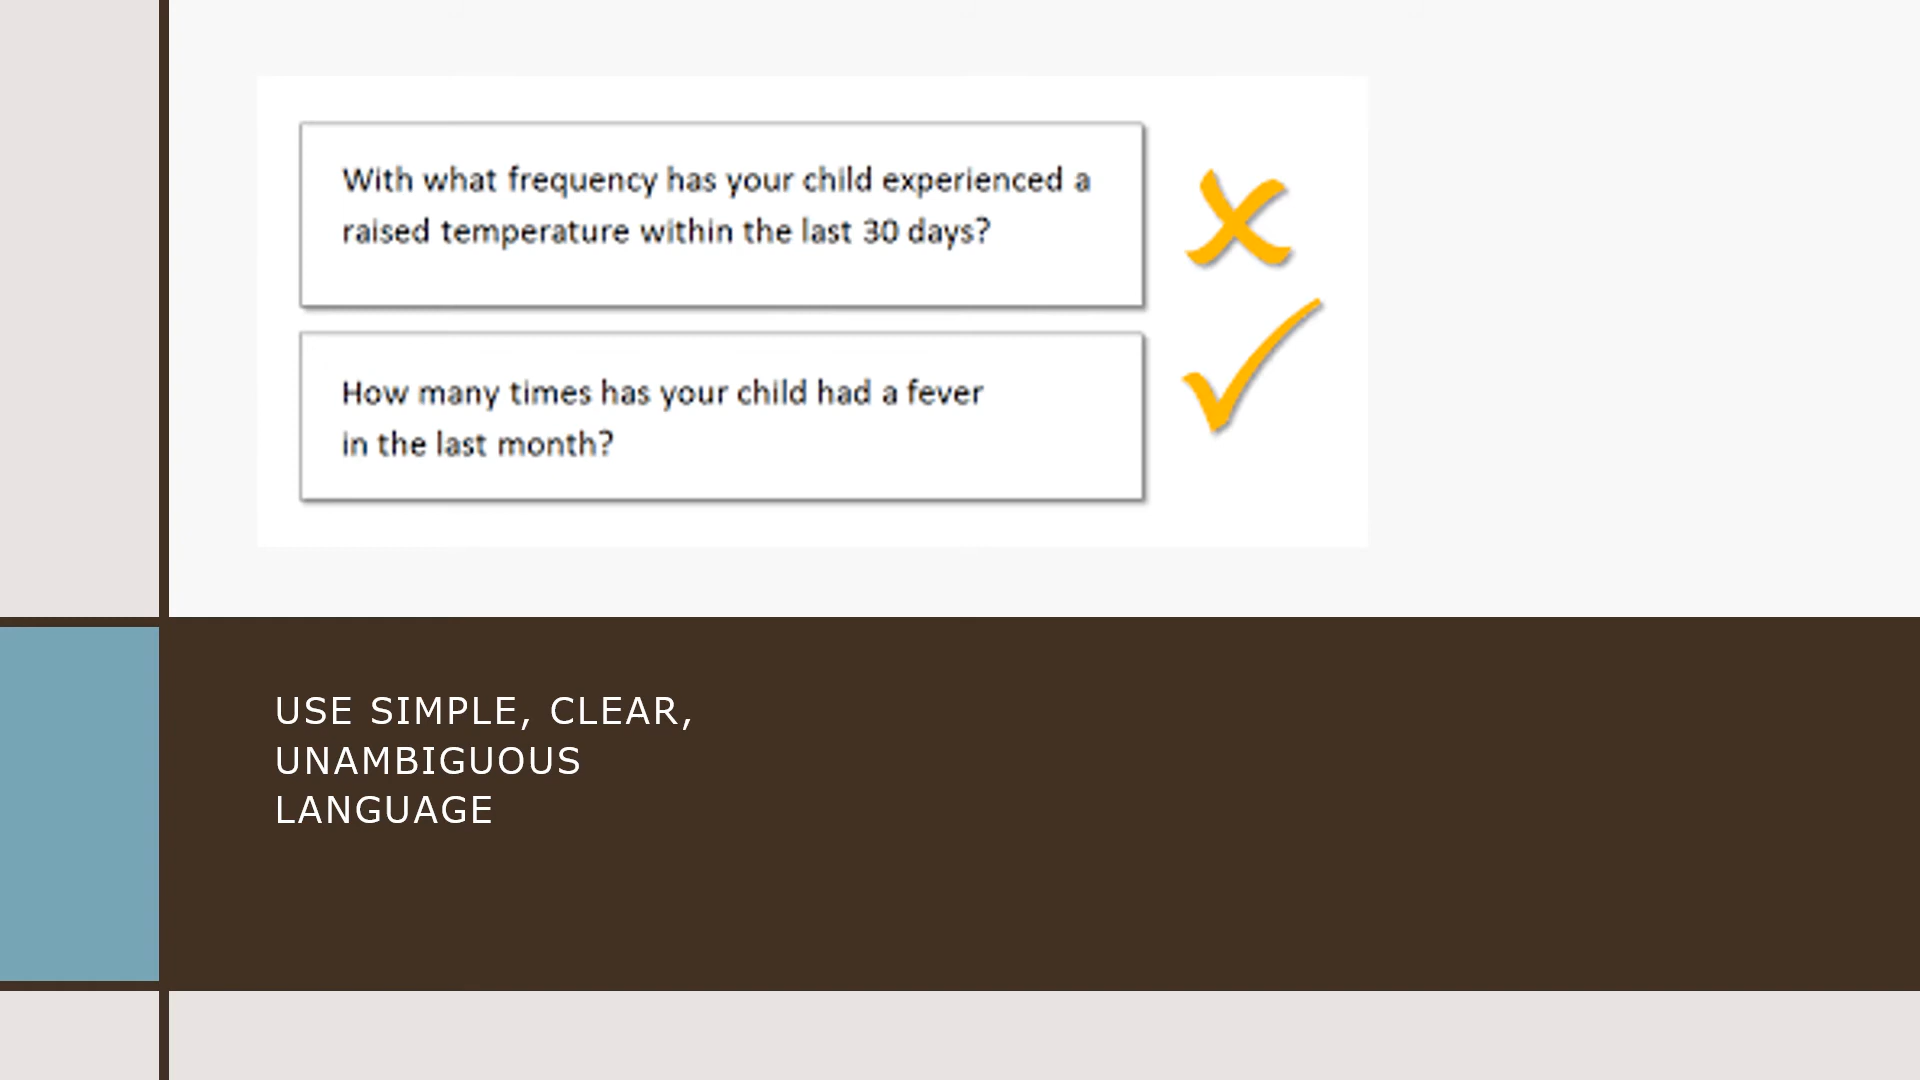 With what frequency has your child experienced a
raised temperature within the last 30 days?
How many times has your child had a fever
in the last month?
USE SIMPLE, CLEAR,
UNAMBIGUOUS
LANGUAGE